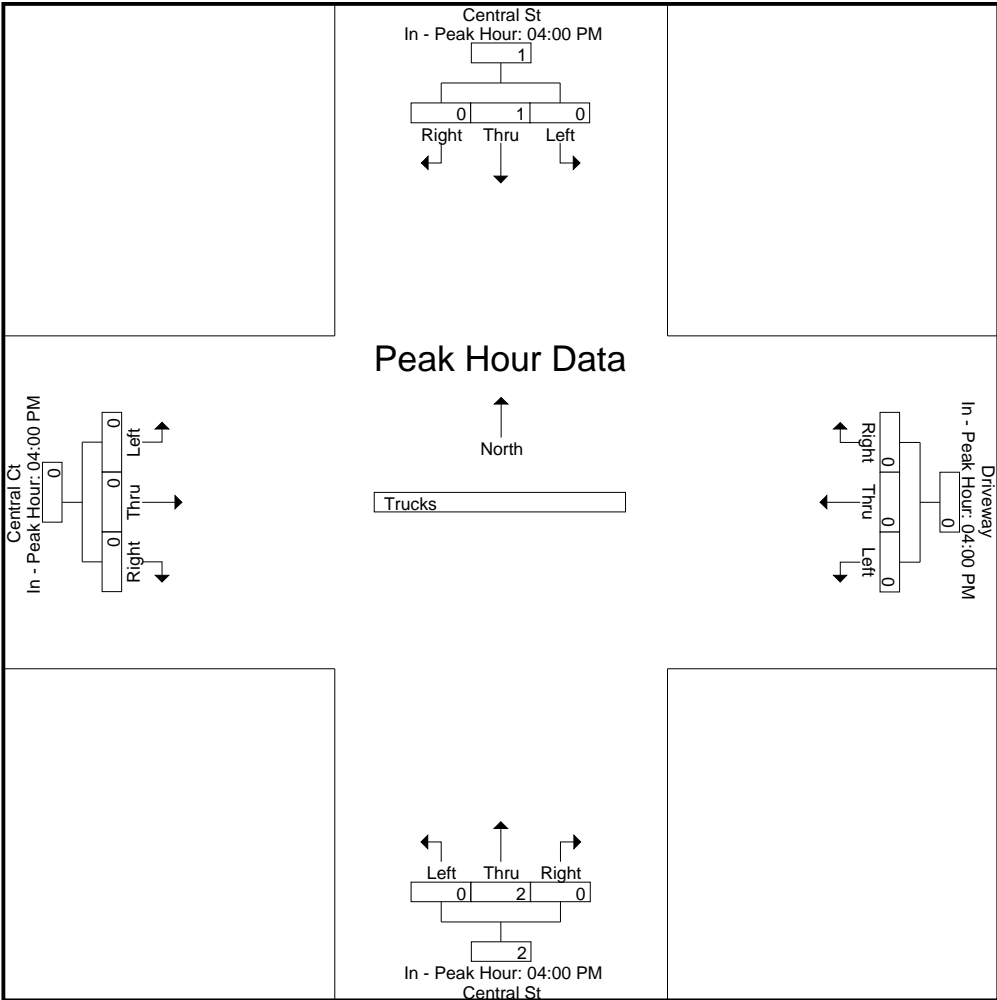 Central St
In - Peak Hour: 04:00 PM
1
0 1 0
Right Thru Left
Peak Hour Data
North
Trucks
Central Ct
In - Peak Hour: 04:00 PM
0
0 0 0
Left Thru Right
Driveway
In - Peak Hour: 04:00 PM
0
0 0 0
Right Thru Left
Left Thru Right
0 2 0
2
In - Peak Hour: 04:00 PM
Central St